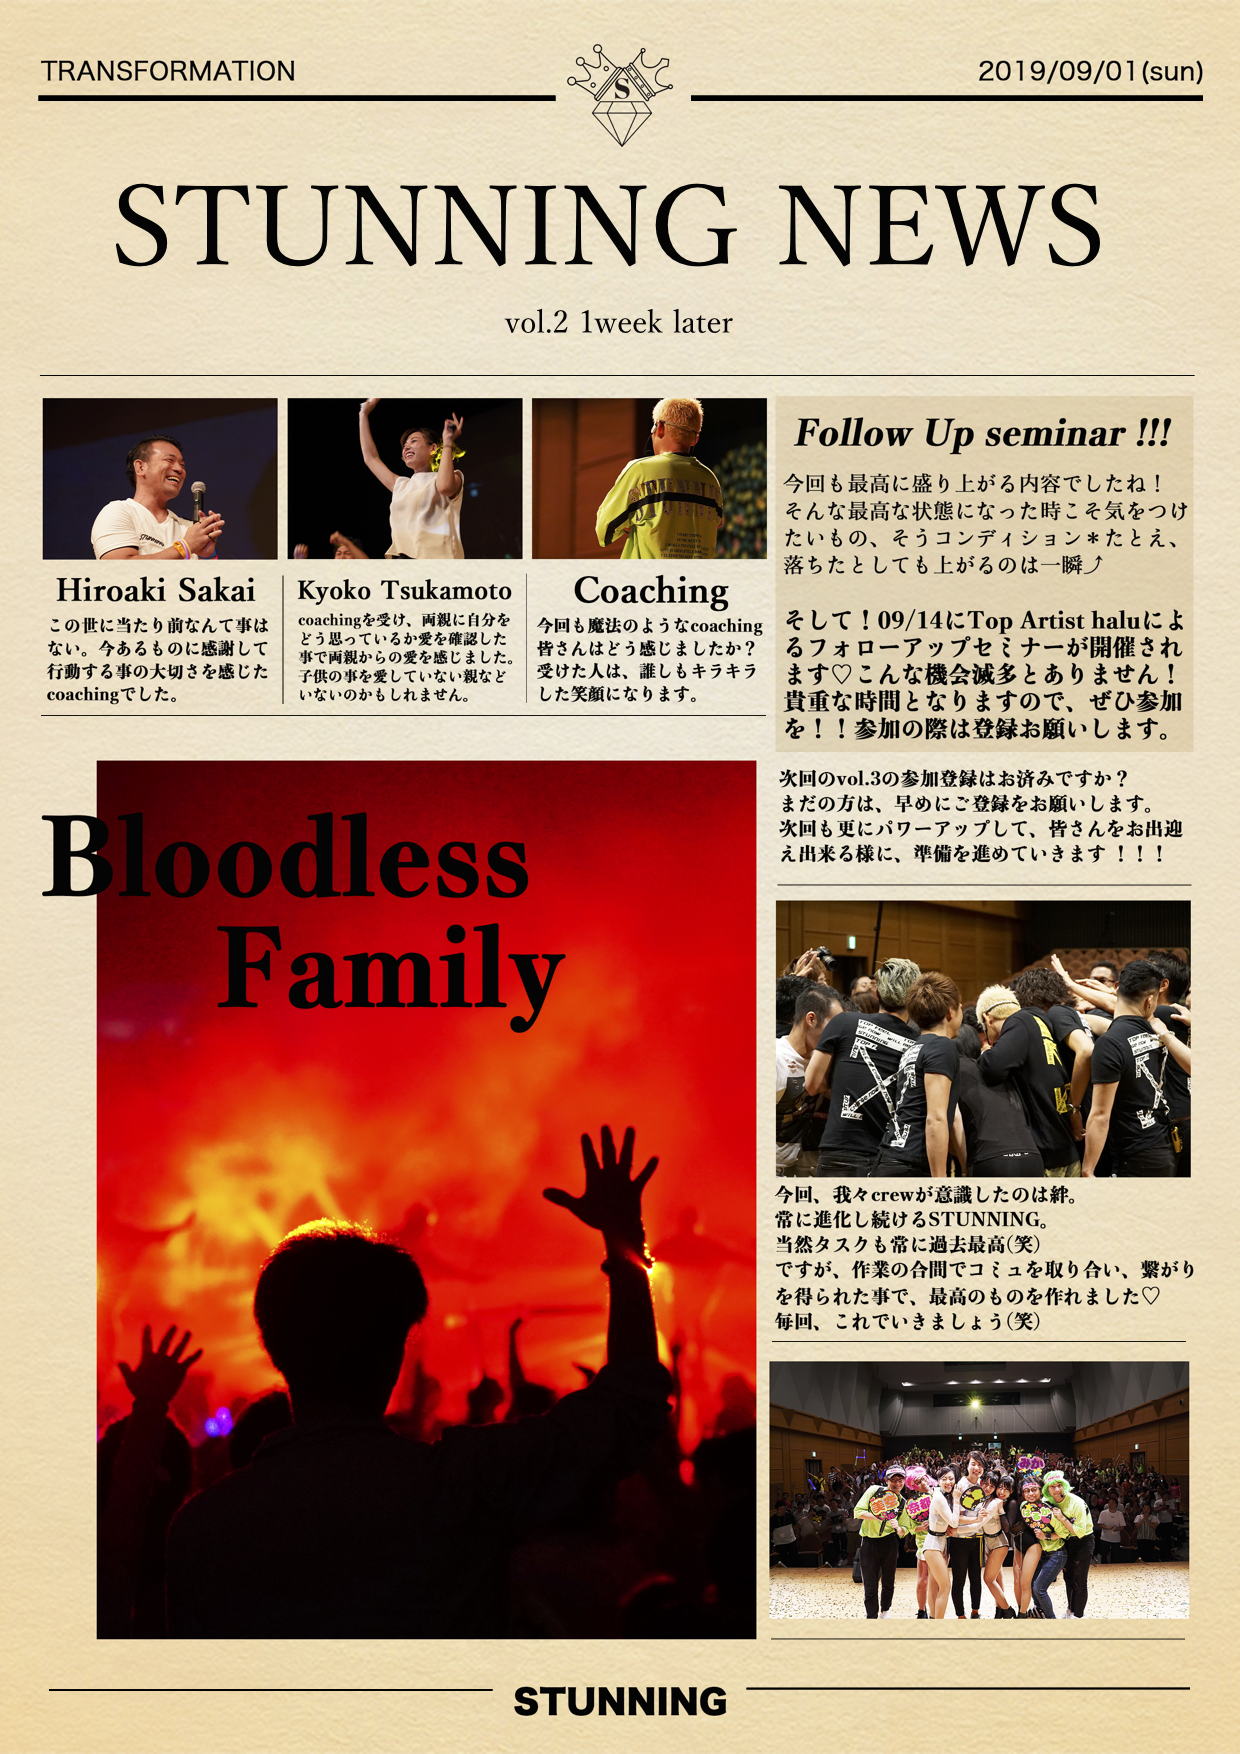 TRANSFORMATION
2019/09/01(sun)
S
STUNNING NEWS
vol.2 1week later
Hiroaki Sakai
この世に当たり前なんて事は
ない。今あるものに感謝して
行動する事の大切さを感じた
coachingでした。
Kyoko Tsukamoto
coachingを受け、両親に自分を
どう思っているか愛を確認した
事で両親からの愛を感じました。
子供の事を愛していない親など
いないのかもしれません。
Coaching
今回も魔法のようなcoaching
皆さんはどう感じましたか？
受けた人は、誰しもキラキラ
した笑顔になります。
Follow Up seminar !!!
今回も最高に盛り上がる内容でしたね！
そんな最高な状態になった時こそ気をつけ
たいもの、そうコンディション＊たとえ、
落ちたとしても上がるのは一瞬⤴
そして！09/14にTop Artist haluによ
るフォローアップセミナーが開催され
ます♡こんな機会滅多とありません！
貴重な時間となりますので、ぜひ参加
を！！参加の際は登録お願いします。
次回のvol.3の参加登録はお済みですか？
まだの方は、早めにご登録をお願いします。
次回も更にパワーアップして、皆さんをお出迎
え出来る様に、準備を進めていきます ！！！
Bloodless
Family
今回、我々crewが意識したのは絆。
常に進化し続けるSTUNNING。
当然タスクも常に過去最高(笑)
ですが、作業の合間でコミュを取り合い、繋がり
を得られた事で、最高のものを作れました♡
毎回、これでいきましょう(笑)
みか
美空
奈都
STUNNING